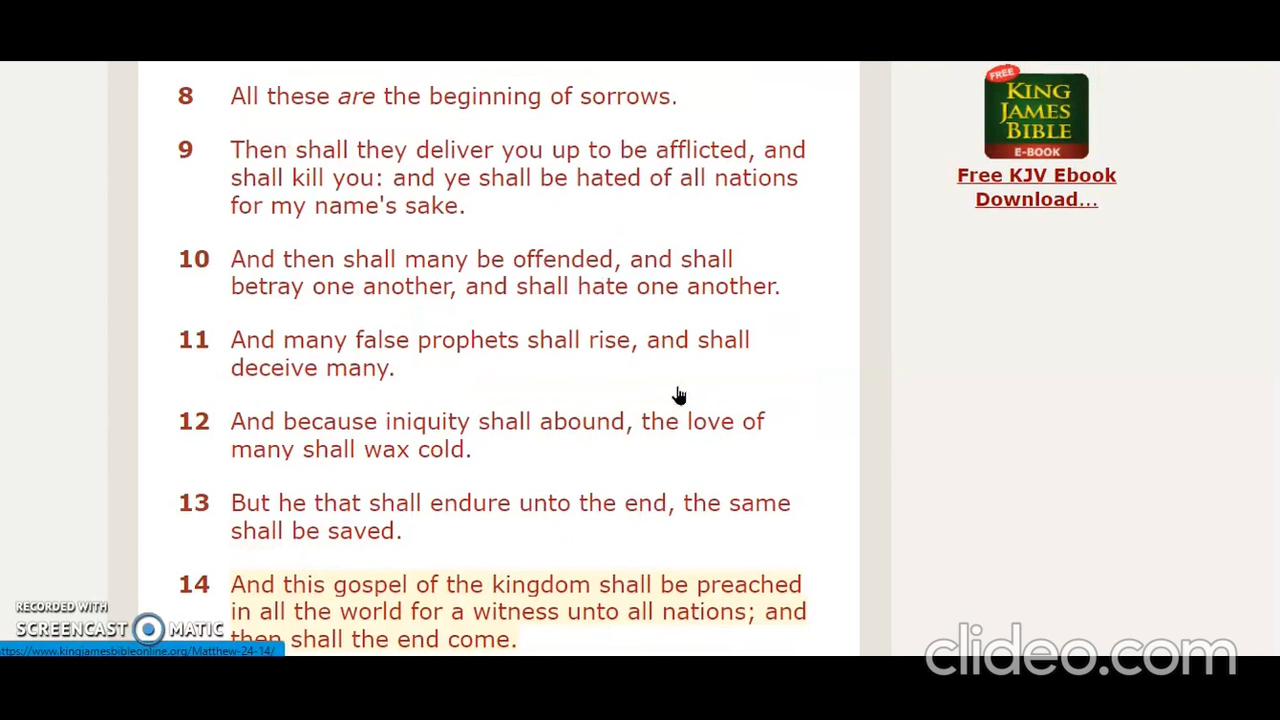 8 All these are the beginning of sorrows.
9 Then shall they deliver you up to be afflicted, and
shall kill you: and ye shall be hated of all nations
for my name's sake.
10 And then shall many be offended, and shall
betray one another, and shall hate one another.
11 And many false prophets shall rise, and shall
deceive many.
12 And because iniquity shall abound, the love of
many shall wax cold.
13 But he that shall endure unto the end, the same
shall be saved.
14 And this gospel of the kingdom shall be preached
in all the world for a witness unto all nations; and
then shall the end come.
FREE
KING
JAMES
BIBLE
E-BOOK
Free KJV Ebook
Download...
RECORDED WITH
SCREENCAST MATIC
https://www.kingjamesbibleonline.org/Matthew-24-14/
clideo.com